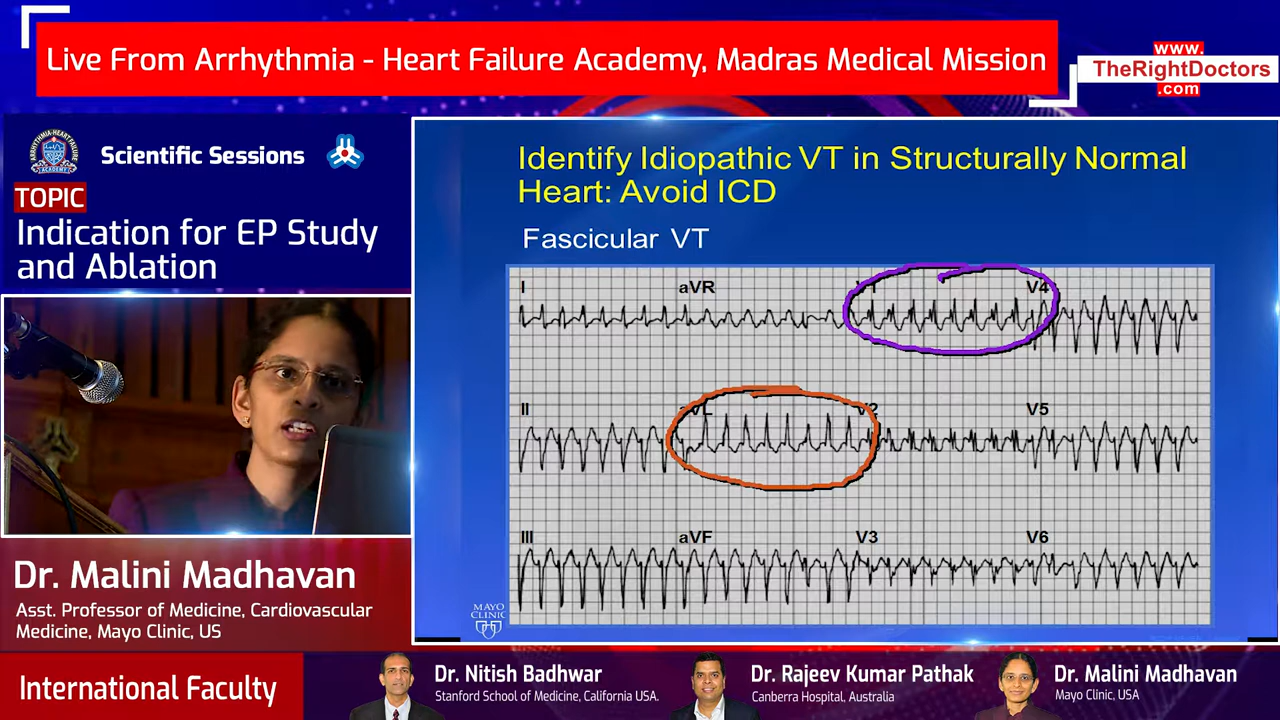 Live From Arrhythmia - Heart Failure Academy, Madras Medical Mission
www.
TheRightDoctors
.com
Scientific Sessions
TOPIC
Indication for EP Study
and Ablation
Identify Idiopathic VT in Structurally Normal
Heart: Avoid ICD
Fascicular VT
I
aVR
V4
II
V2
V5
III
aVF
V3
V6
MAYO
CLINIC
Dr. Malini Madhavan
Asst. Professor of Medicine, Cardiovascular
Medicine, Mayo Clinic, US
International Faculty
Dr. Nitish Badhwar
Stanford School of Medicine, California USA.
Dr. Rajeev Kumar Pathak
Canberra Hospital, Australia
Dr. Malini Madhavan
Mayo Clinic, USA